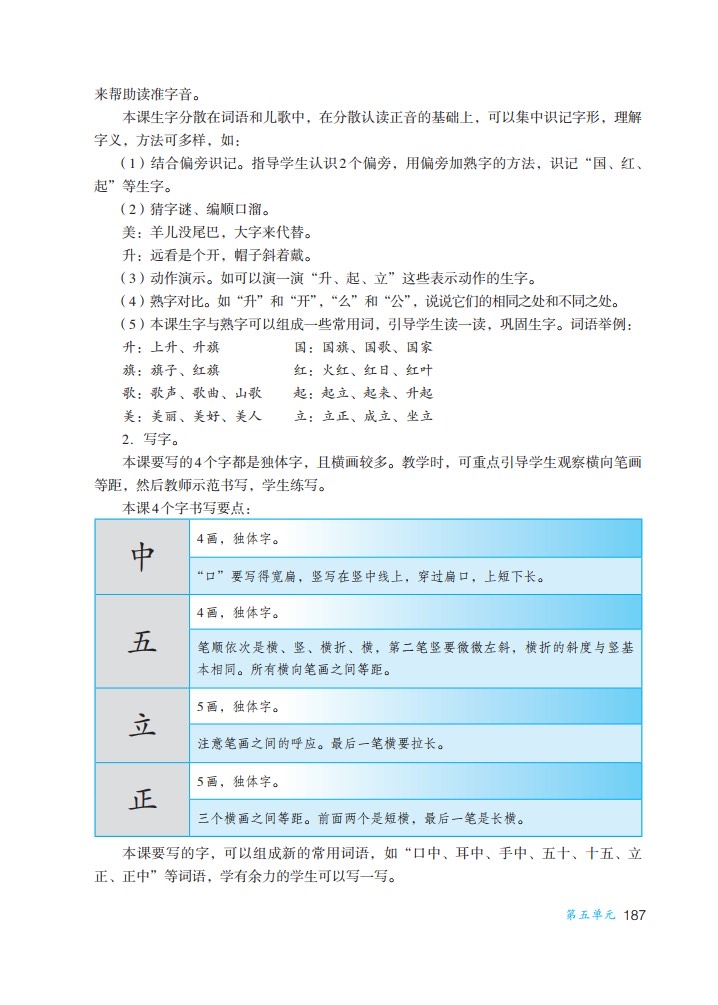 来帮助读准字音。
本课生字分散在词语和儿歌中，在分散认读正音的基础上，可以集中识记字形，理解
字义，方法可多样，如：
（1）结合偏旁识记。指导学生认识2个偏旁，用偏旁加熟字的方法，识记“国、红、
起”等生字。
（2）猜字谜、编顺口溜。
美：羊儿没尾巴，大字来代替。
升：远看是个开，帽子斜着戴。
（3）动作演示。如可以演一演“升、起、立”这些表示动作的生字。
（4）熟字对比。如“升”和“开”，“么”和“公”，说说它们的相同之处和不同之处。
（5）本课生字与熟字可以组成一些常用词，引导学生读一读，巩固生字。词语举例：
升：上升、升旗 国：国旗、国歌、国家
旗：旗子、红旗 红：火红、红日、红叶
歌：歌声、歌曲、山歌 起：起立、起来、升起
美：美丽、美好、美人 立：立正、成立、坐立
2．写字。
本课要写的4个字都是独体字，且横画较多。教学时，可重点引导学生观察横向笔画
等距，然后教师示范书写，学生练写。
本课4个字书写要点：
中
4画，独体字。
“口”要写得宽扁，竖写在竖中线上，穿过扁口，上短下长。
五
4画，独体字。
笔顺依次是横、竖、横折、横，第二笔竖要微微左斜，横折的斜度与竖基
本相同。所有横向笔画之间等距。
立
5画，独体字。
注意笔画之间的呼应。最后一笔横要拉长。
正
5画，独体字。
三个横画之间等距。前面两个是短横，最后一笔是长横。
本课要写的字，可以组成新的常用词语，如“口中、耳中、手中、五十、十五、立
正、正中”等词语，学有余力的学生可以写一写。
第五单元 187